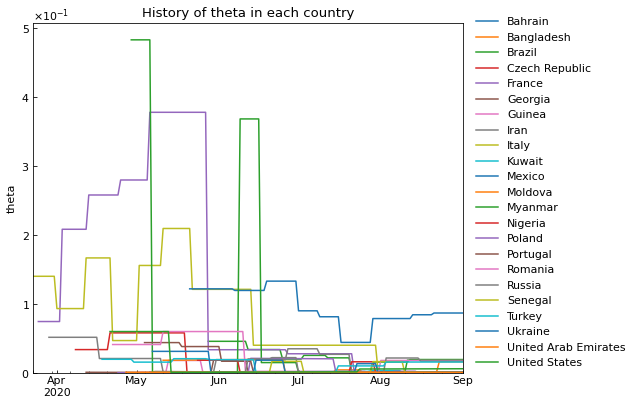 History of theta in each country
×10⁻¹
5
4
3
2
1
0
theta
Apr
2020
May
Jun
Jul
Aug
Sep
Bahrain
Bangladesh
Brazil
Czech Republic
France
Georgia
Guinea
Iran
Italy
Kuwait
Mexico
Moldova
Myanmar
Nigeria
Poland
Portugal
Romania
Russia
Senegal
Turkey
Ukraine
United Arab Emirates
United States